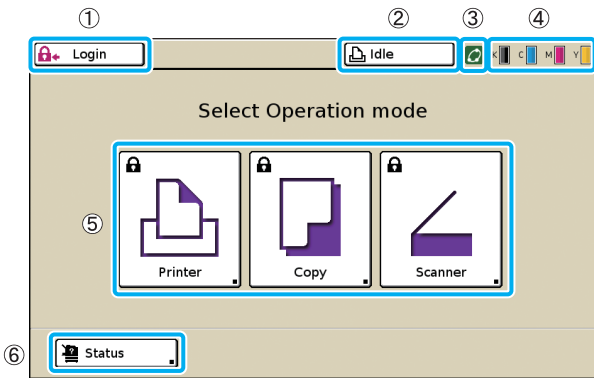 ① ② ③ ④
Login Idle K C M Y
Select Operation mode
⑤
Printer Copy Scanner
⑥ Status